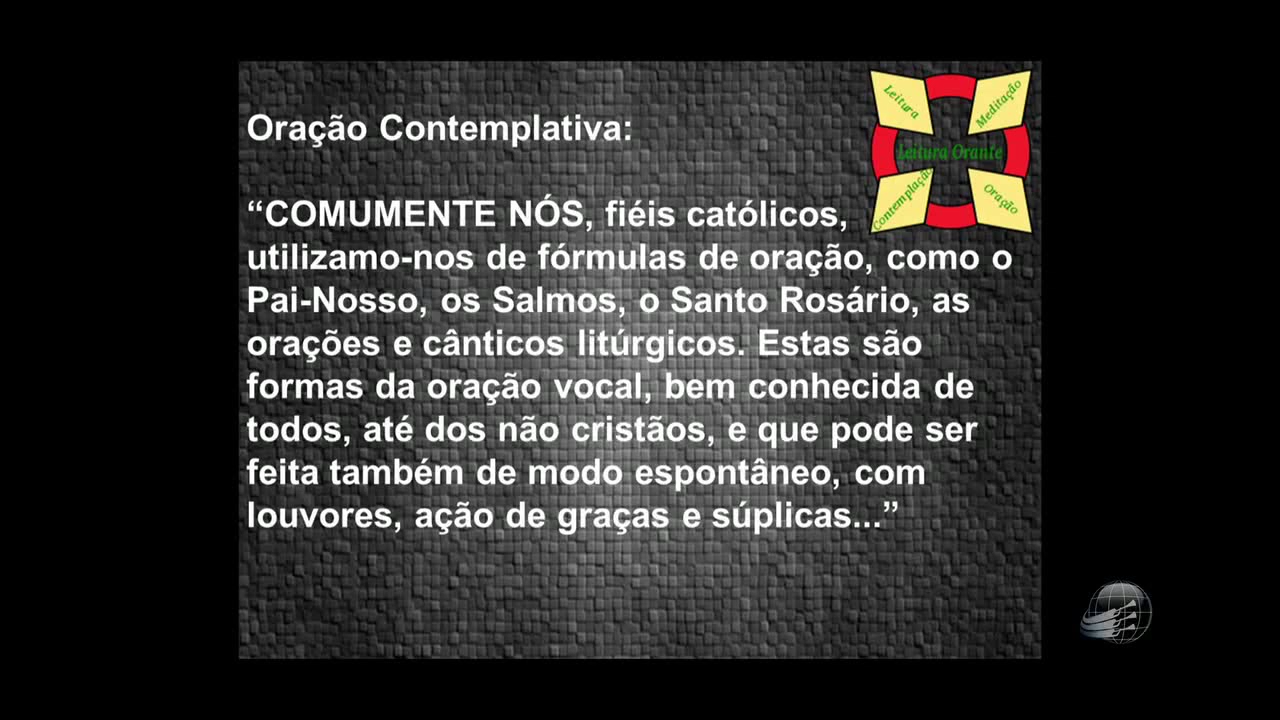 Oração Contemplativa:
“COMUMENTE NÓS, fiéis católicos,
utilizamo-nos de fórmulas de oração, como o
Pai-Nosso, os Salmos, o Santo Rosário, as
orações e cânticos litúrgicos. Estas são
formas da oração vocal, bem conhecida de
todos, até dos não cristãos, e que pode ser
feita também de modo espontâneo, com
louvores, ação de graças e súplicas...”
Leitura
Meditação
Leitura Orante
Contemplação
Oração